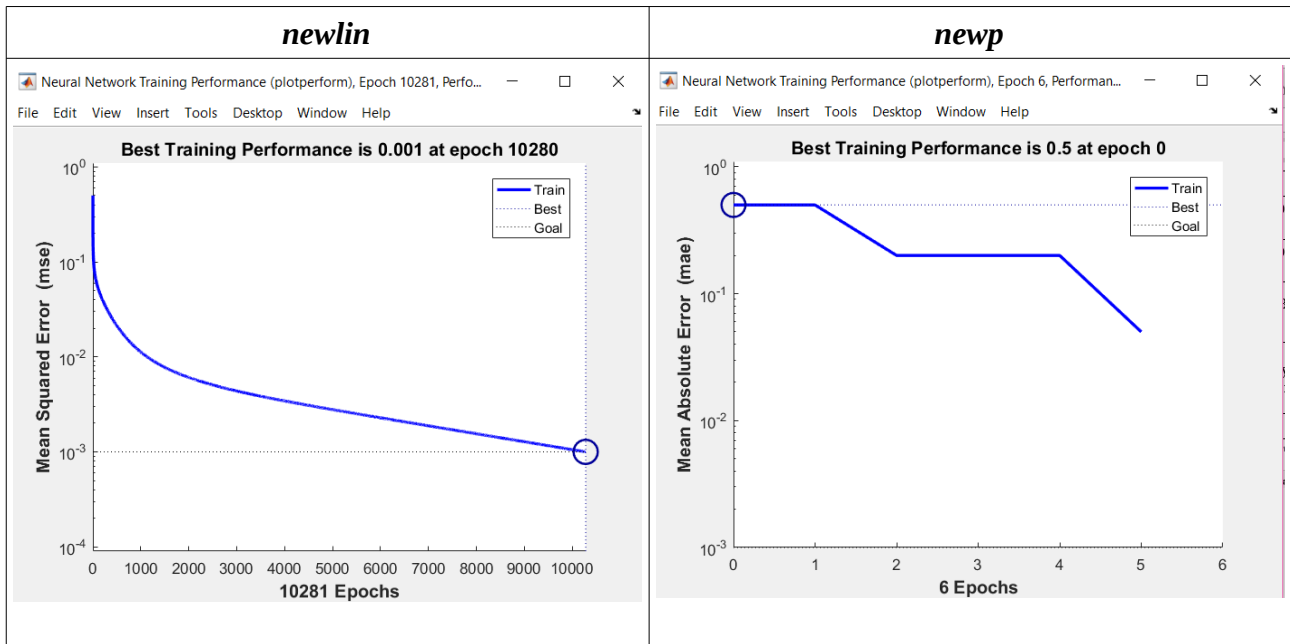 newlin
newp
Neural Network Training Performance (plotperform), Epoch 10281, Perfo...
File Edit View Insert Tools Desktop Window Help
Best Training Performance is 0.001 at epoch 10280
Mean Squared Error (mse)
10^0
10^-1
10^-2
10^-3
10^-4
Train
Best
Goal
0 1000 2000 3000 4000 5000 6000 7000 8000 9000 10000
10281 Epochs
Neural Network Training Performance (plotperform), Epoch 6, Performan...
File Edit View Insert Tools Desktop Window Help
Best Training Performance is 0.5 at epoch 0
Mean Absolute Error (mae)
10^0
10^-1
10^-2
10^-3
Train
Best
Goal
0 1 2 3 4 5 6
6 Epochs